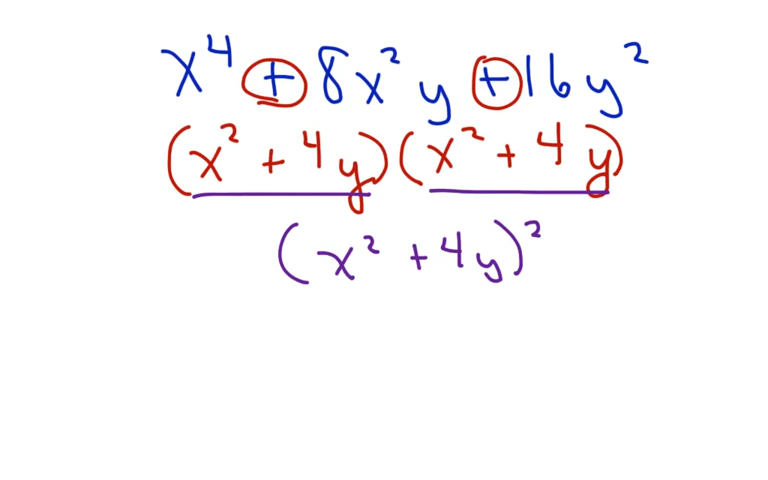 x⁴ + 8x²y + 16y²
(x² + 4y)(x² + 4y)
(x² + 4y)²